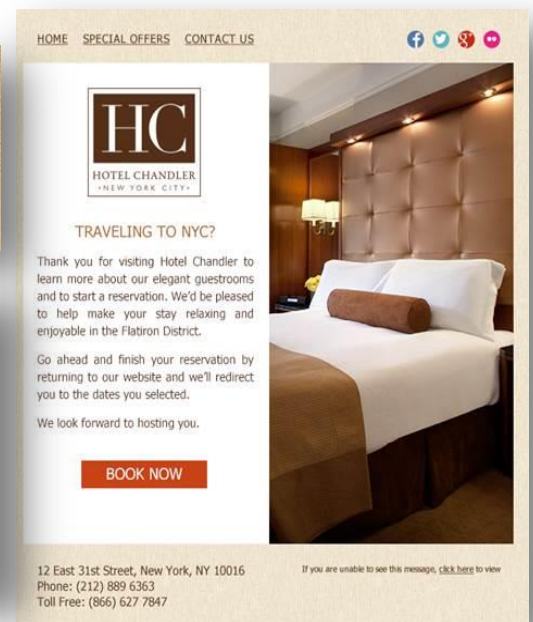 HOME SPECIAL OFFERS CONTACT US
HC
HOTEL CHANDLER
•NEW YORK CITY•
TRAVELING TO NYC?
Thank you for visiting Hotel Chandler to
learn more about our elegant guestrooms
and to start a reservation. We'd be pleased
to help make your stay relaxing and
enjoyable in the Flatiron District.
Go ahead and finish your reservation by
returning to our website and we'll redirect
you to the dates you selected.
We look forward to hosting you.
BOOK NOW
12 East 31st Street, New York, NY 10016
Phone: (212) 889 6363
Toll Free: (866) 627 7847
If you are unable to see this message, click here to view